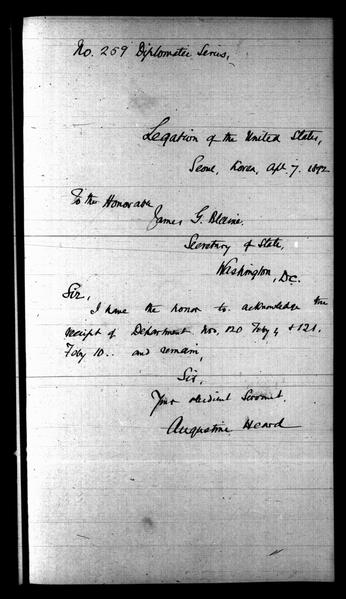 No. 259 Diplomatic Series,
Legation of the United States,
Seoul, Korea, Apl. 7. 1892
To the Honorable
James G. Blaine.
Secretary of State,
Washington, D.C.
Sir,
I have the honor to acknowledge the
receipt of Department Nos, 120 Feby 4 + 121,
Feby 10.. and remain,
Sir,
Your obedient Servant.
Augustine Heard